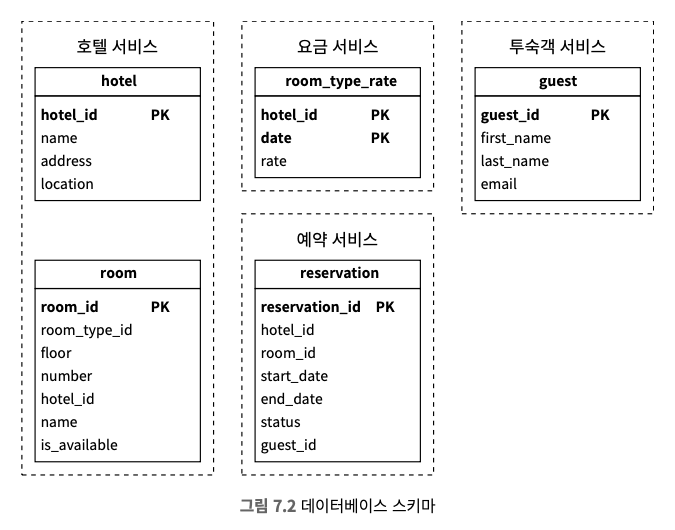 호텔 서비스
hotel
hotel_id PK
name
address
location
room
room_id PK
room_type_id
floor
number
hotel_id
name
is_available
요금 서비스
room_type_rate
hotel_id PK
date PK
rate
예약 서비스
reservation
reservation_id PK
hotel_id
room_id
start_date
end_date
status
guest_id
투숙객 서비스
guest
guest_id PK
first_name
last_name
email
그림 7.2 데이터베이스 스키마